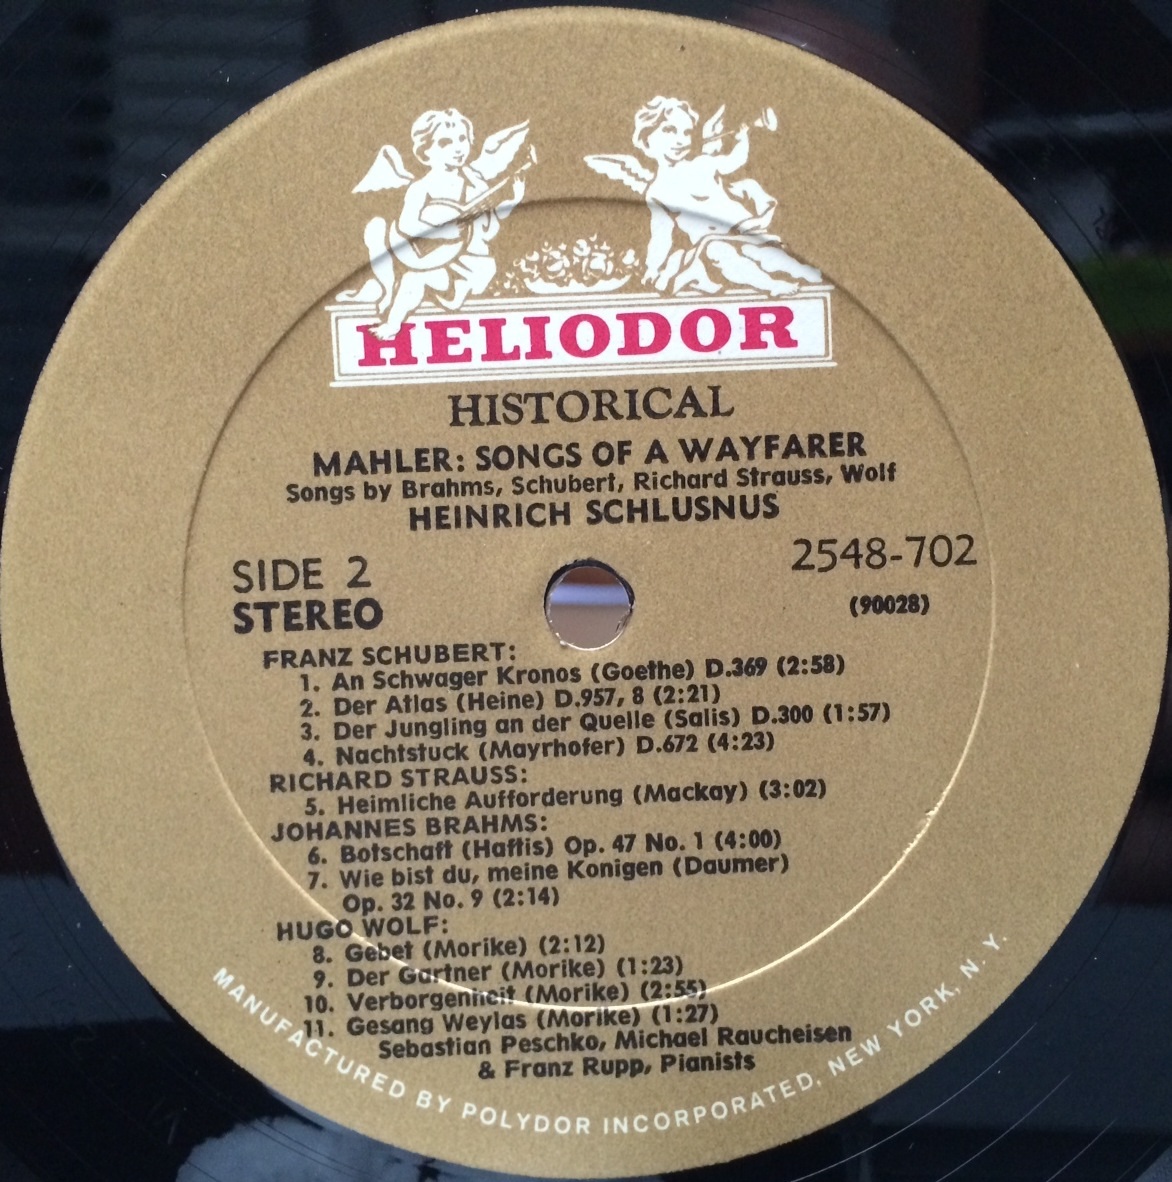 HELIODOR
HISTORICAL
MAHLER: SONGS OF A WAYFARER
Songs by Brahms, Schubert, Richard Strauss, Wolf
HEINRICH SCHLUSNUS
SIDE 2
STEREO
2548-702
(90028)
FRANZ SCHUBERT:
1. An Schwager Kronos (Goethe) D.369 (2:58)
2. Der Atlas (Heine) D.957, 8 (2:21)
3. Der Jungling an der Quelle (Salis) D.300 (1:57)
4. Nachtstuck (Mayrhofer) D.672 (4:23)
RICHARD STRAUSS:
5. Heimliche Aufforderung (Mackay) (3:02)
JOHANNES BRAHMS:
6. Botschaft (Haftis) Op. 47 No. 1 (4:00)
7. Wie bist du, meine Konigen (Daumer)
Op. 32 No. 9 (2:14)
HUGO WOLF:
8. Gebet (Morike) (2:12)
9. Der Gartner (Morike) (1:23)
10. Verborgenheit (Morike) (2:55)
11. Gesang Weylas (Morike) (1:27)
Sebastian Peschko, Michael Raucheisen
& Franz Rupp, Pianists
MANUFACTURED BY POLYDOR INCORPORATED, NEW YORK, N. Y.